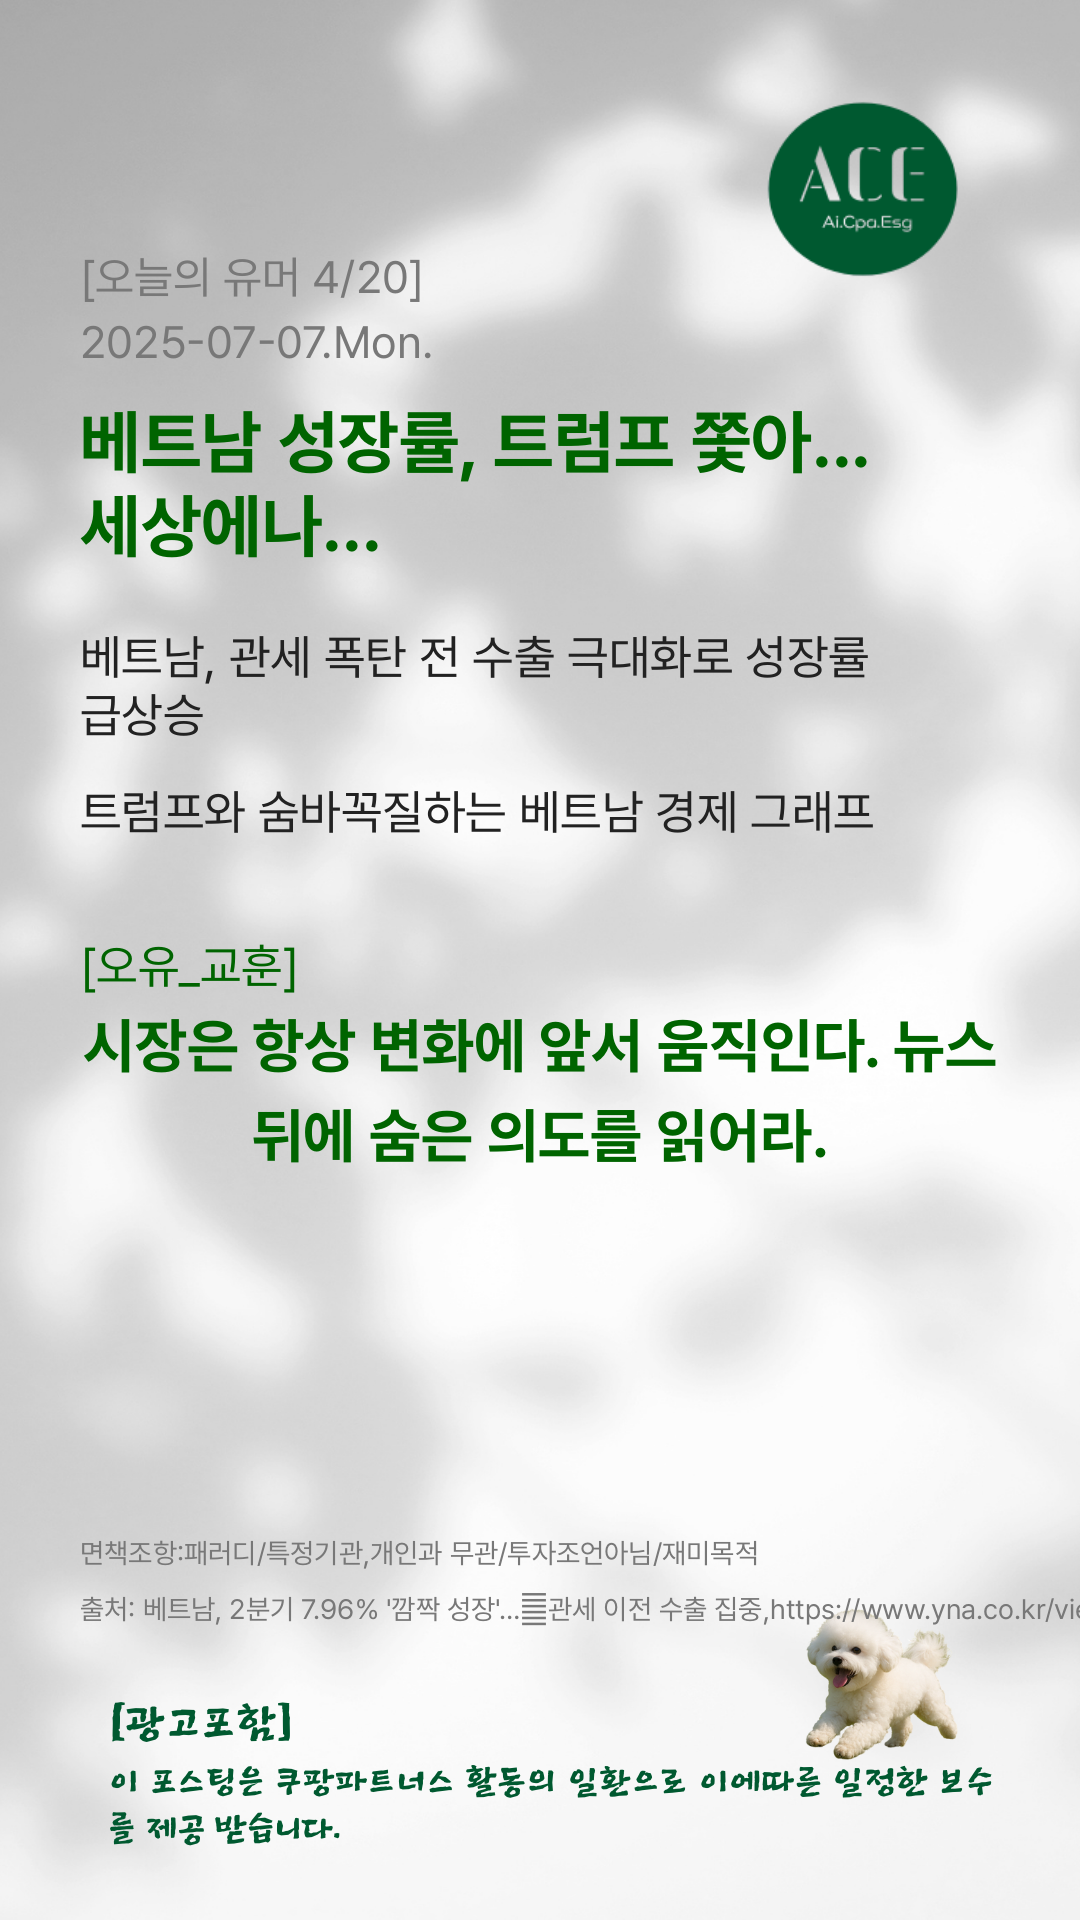 ACE
Ai.Cpa.Esg
[오늘의 유머 4/20]
2025-07-07.Mon.
베트남 성장률, 트럼프 쫓아...
세상에나...
베트남, 관세 폭탄 전 수출 극대화로 성장률
급상승
트럼프와 숨바꼭질하는 베트남 경제 그래프
[오유_교훈]
시장은 항상 변화에 앞서 움직인다. 뉴스
뒤에 숨은 의도를 읽어라.
면책조항:패러디/특정기관,개인과 무관/투자조언아님/재미목적
출처: 베트남, 2분기 7.96% '깜짝 성장'...䷀관세 이전 수출 집중,https://www.yna.co.kr/vie
[광고포함]
이 포스팅은 쿠팡파트너스 활동의 일환으로 이에따른 일정한 보수
를 제공 받습니다.